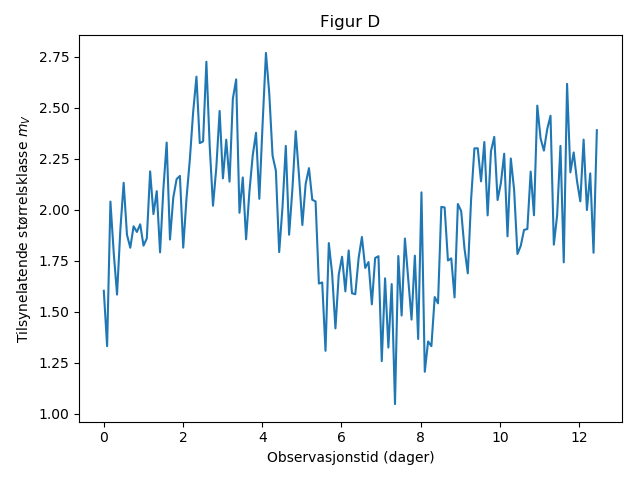 Figur D
Tilsynelatende størrelsklasse $m_V$
2.75
2.50
2.25
2.00
1.75
1.50
1.25
1.00
0 2 4 6 8 10 12
Observasjonstid (dager)